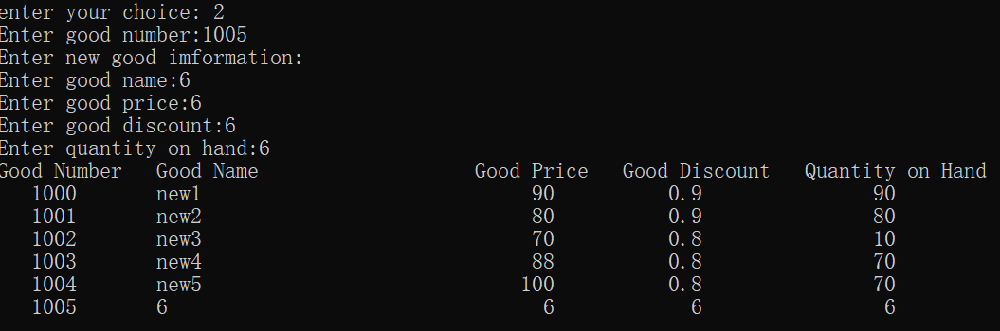 enter your choice: 2
Enter good number:1005
Enter new good imformation:
Enter good name:6
Enter good price:6
Enter good discount:6
Enter quantity on hand:6
Good Number Good Name Good Price Good Discount Quantity on Hand
1000 new1 90 0.9 90
1001 new2 80 0.9 80
1002 new3 70 0.8 10
1003 new4 88 0.8 70
1004 new5 100 0.8 70
1005 6 6 6 6